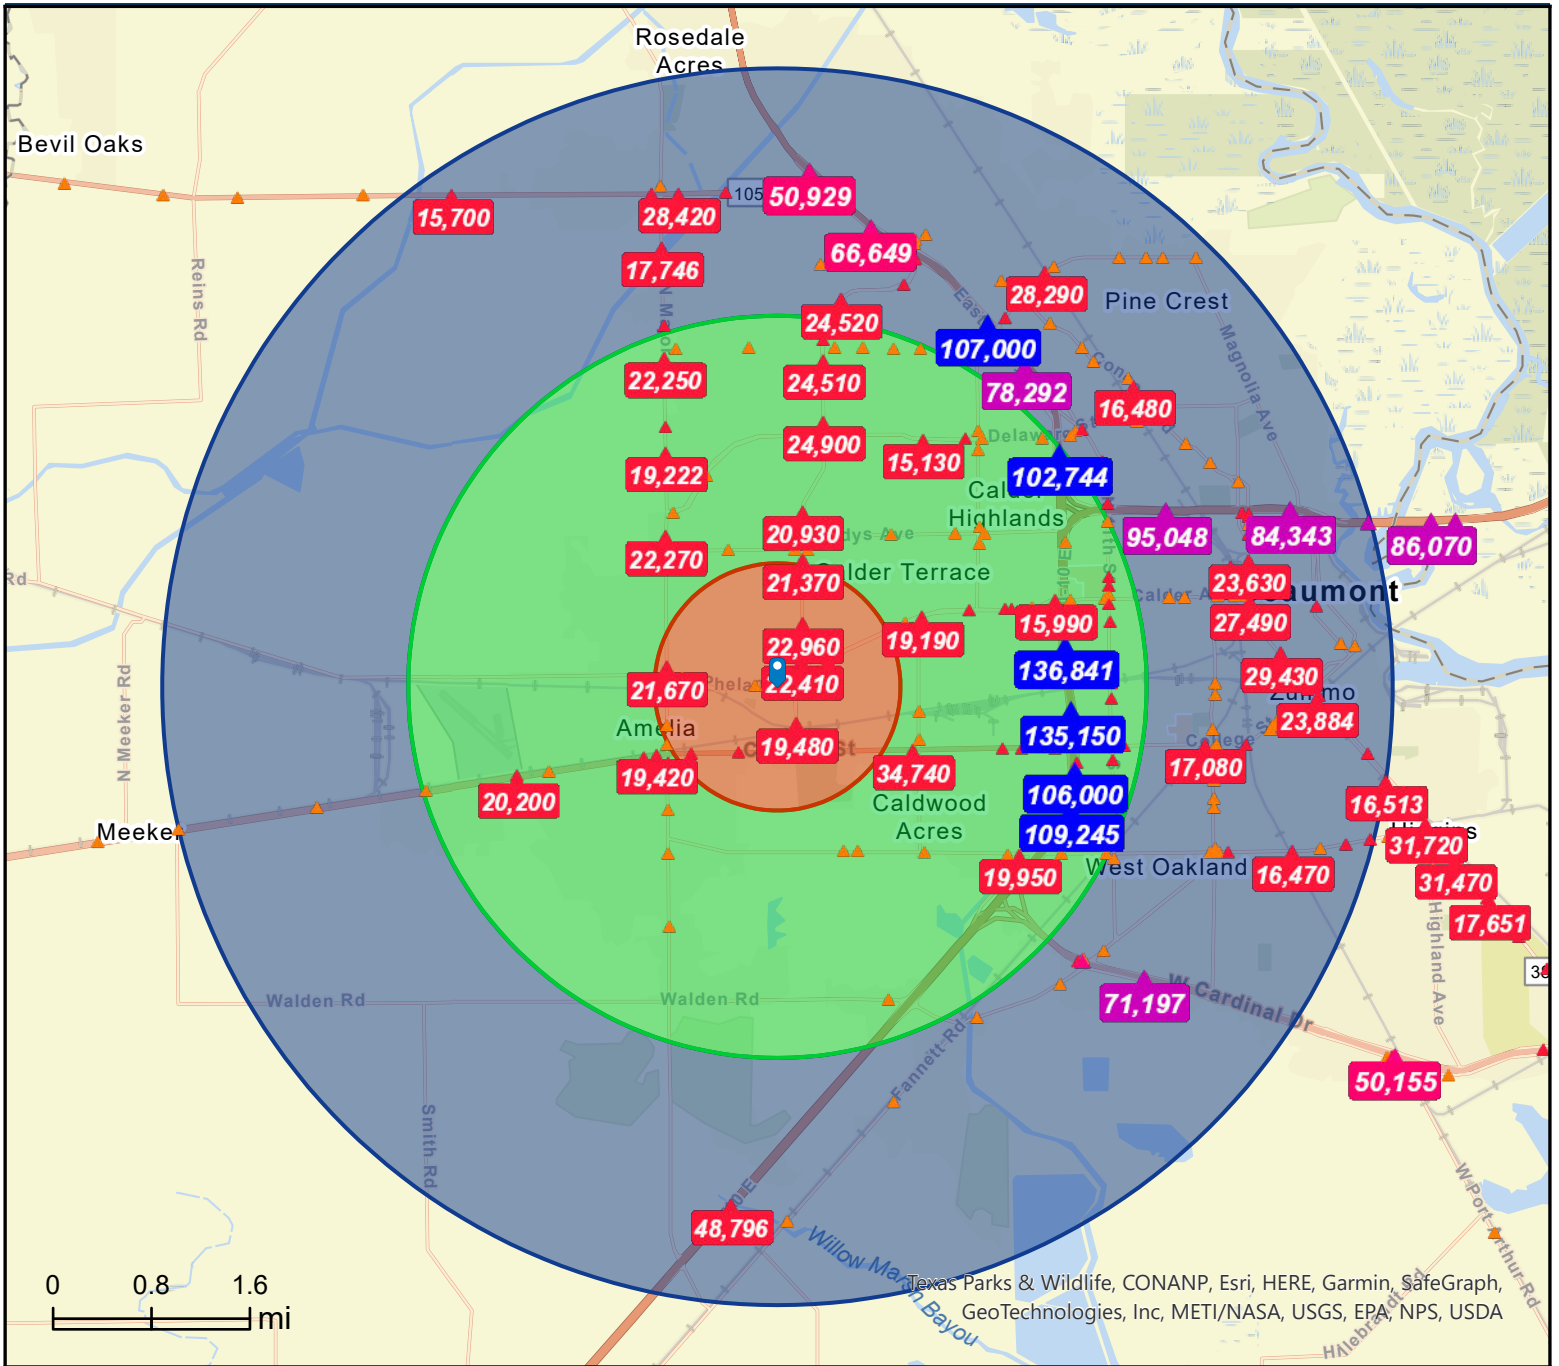 Rosedale
Acres
Bevil Oaks
105
50,929
15,700
28,420
66,649
17,746
Reins Rd
28,290
Pine Crest
24,520
107,000
22,250
24,510
78,292
16,480
Magnolia Ave
24,900
15,130
19,222
102,744
Calder
Highlands
20,930
95,048
84,343
86,070
22,270
Calder Terrace
21,370
23,630
Rd
Beaumont
15,990
27,490
22,960
19,190
136,841
21,670
22,410
29,430
N Meeker Rd
Amelia
23,884
135,150
19,480
College St
19,420
34,740
17,080
20,200
106,000
Caldwood
Acres
16,513
Meeker
109,245
Higgins
31,720
19,950
West Oakland
16,470
31,470
17,651
Highland Ave
Walden Rd
Walden Rd
71,197
W Cardinal Dr
Fannett Rd
50,155
Smith Rd
48,796
Willow Marsh Bayou
W Port Arthur Rd
Hillebrandt Rd
0 0.8 1.6
mi
Texas Parks & Wildlife, CONANP, Esri, HERE, Garmin, SafeGraph,
GeoTechnologies, Inc, METI/NASA, USGS, EPA, NPS, USDA